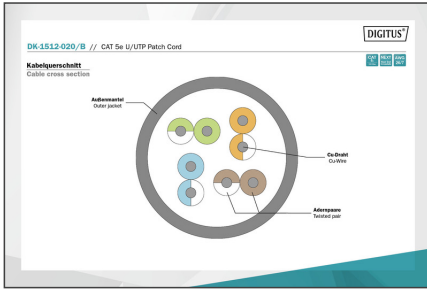 DIGITUS®
DK-1512-020/B // CAT 5e U/UTP Patch Cord
Kabelquerschnitt
Cable cross section
Außenmantel
Outer jacket
Cu-Draht
Cu-Wire
Aderspaare
Twisted pair